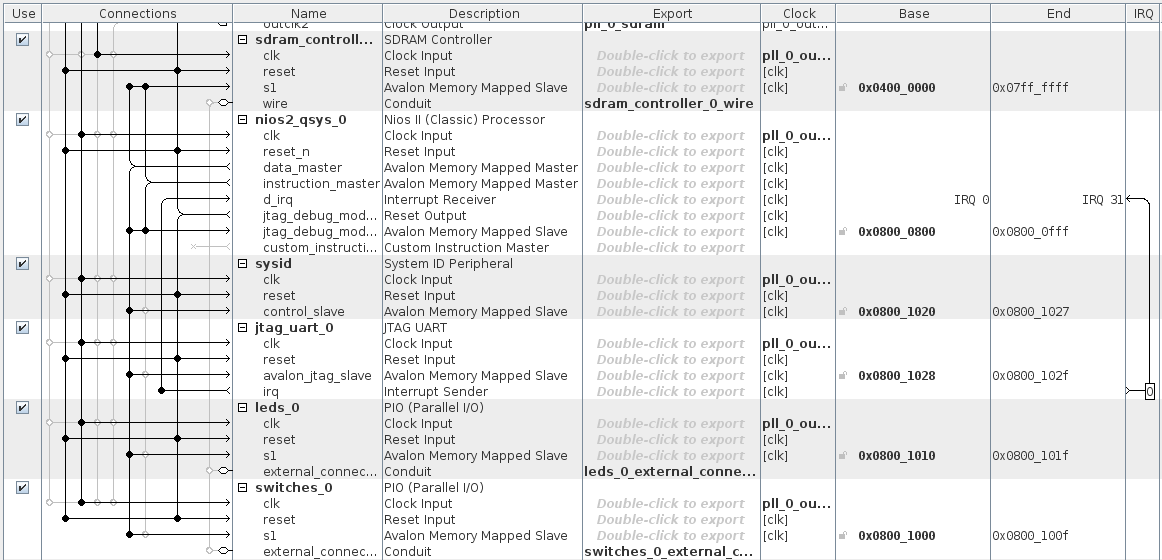 Use Connections Name Description Export Clock Base End IRQ
outclk2 Clock Output pll_0_sdram pll_0_out...
sdram_controll... SDRAM Controller
clk Clock Input Double-click to export pll_0_ou...
reset Reset Input Double-click to export [clk]
s1 Avalon Memory Mapped Slave Double-click to export [clk] 0x0400_0000 0x07ff_ffff
wire Conduit sdram_controller_0_wire
nios2_qsys_0 Nios II (Classic) Processor
clk Clock Input Double-click to export pll_0_ou...
reset_n Reset Input Double-click to export [clk]
data_master Avalon Memory Mapped Master Double-click to export [clk]
instruction_master Avalon Memory Mapped Master Double-click to export [clk]
d_irq Interrupt Receiver Double-click to export [clk] IRQ 0 IRQ 31
jtag_debug_mod... Reset Output Double-click to export [clk]
jtag_debug_mod... Avalon Memory Mapped Slave Double-click to export [clk] 0x0800_0800 0x0800_0fff
custom_instructi... Custom Instruction Master Double-click to export
sysid System ID Peripheral
clk Clock Input Double-click to export pll_0_ou...
reset Reset Input Double-click to export [clk]
control_slave Avalon Memory Mapped Slave Double-click to export [clk] 0x0800_1020 0x0800_1027
jtag_uart_0 JTAG UART
clk Clock Input Double-click to export pll_0_ou...
reset Reset Input Double-click to export [clk]
avalon_jtag_slave Avalon Memory Mapped Slave Double-click to export [clk] 0x0800_1028 0x0800_102f
irq Interrupt Sender Double-click to export [clk] 0
leds_0 PIO (Parallel I/O)
clk Clock Input Double-click to export pll_0_ou...
reset Reset Input Double-click to export [clk]
s1 Avalon Memory Mapped Slave Double-click to export [clk] 0x0800_1010 0x0800_101f
external_connec... Conduit leds_0_external_conne...
switches_0 PIO (Parallel I/O)
clk Clock Input Double-click to export pll_0_ou...
reset Reset Input Double-click to export [clk]
s1 Avalon Memory Mapped Slave Double-click to export [clk] 0x0800_1000 0x0800_100f
external_connec... Conduit switches_0_external_c...